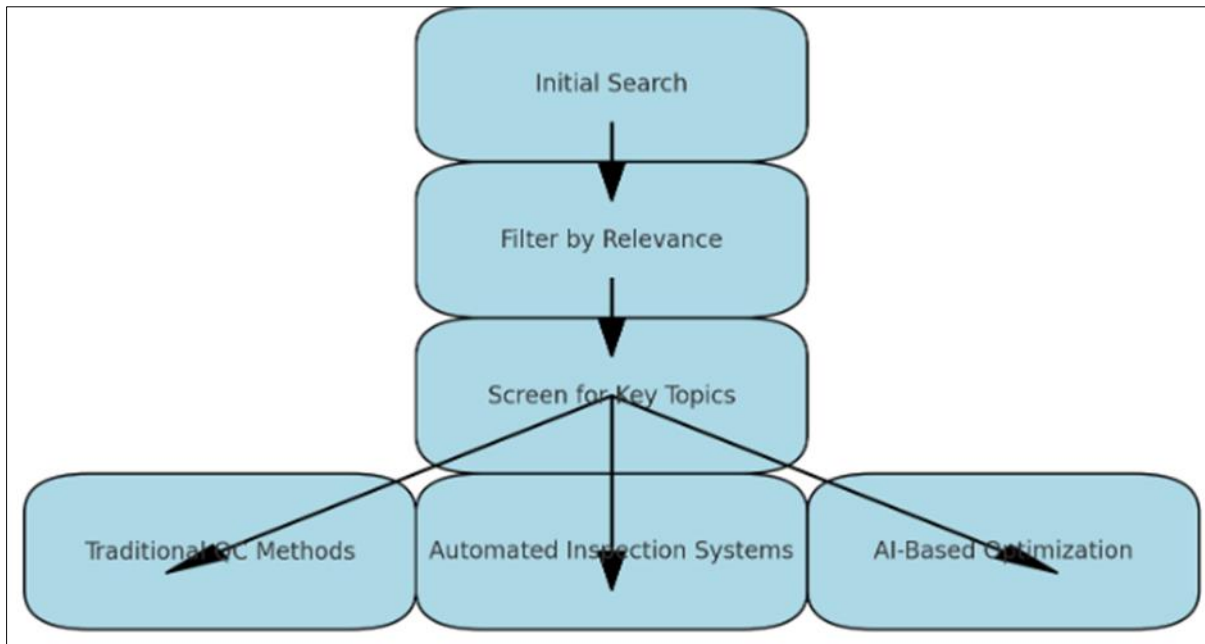 Initial Search
Filter by Relevance
Screen for Key Topics
Traditional QC Methods
Automated Inspection Systems
AI-Based Optimization